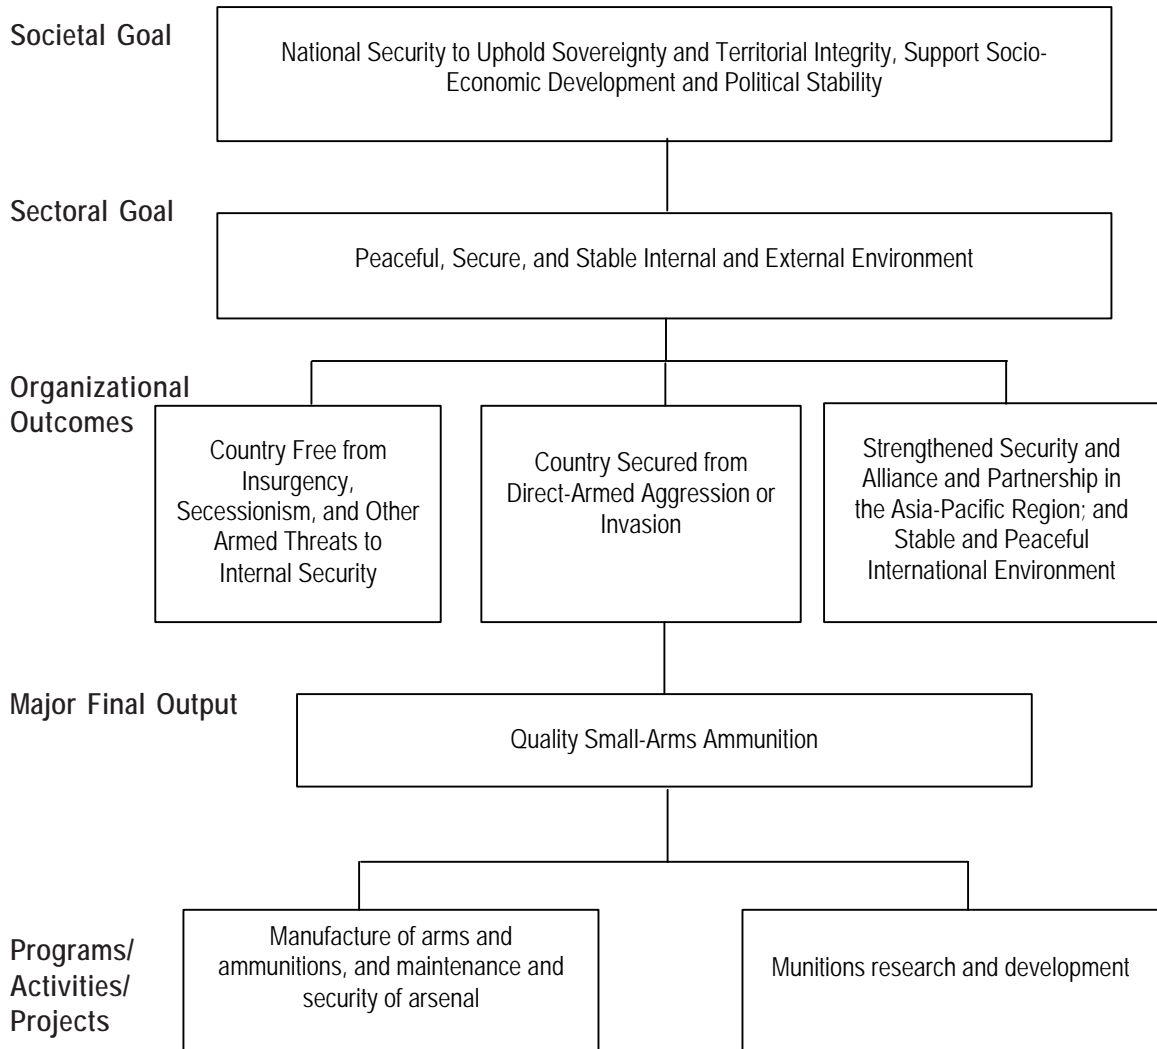 Societal Goal
National Security to Uphold Sovereignty and Territorial Integrity, Support Socio-
Economic Development and Political Stability
Sectoral Goal
Peaceful, Secure, and Stable Internal and External Environment
Organizational
Outcomes
Country Free from
Insurgency,
Secessionism, and Other
Armed Threats to
Internal Security
Country Secured from
Direct-Armed Aggression or
Invasion
Strengthened Security and
Alliance and Partnership in
the Asia-Pacific Region; and
Stable and Peaceful
International Environment
Major Final Output
Quality Small-Arms Ammunition
Programs/
Activities/
Projects
Manufacture of arms and
ammunitions, and maintenance and
security of arsenal
Munitions research and development